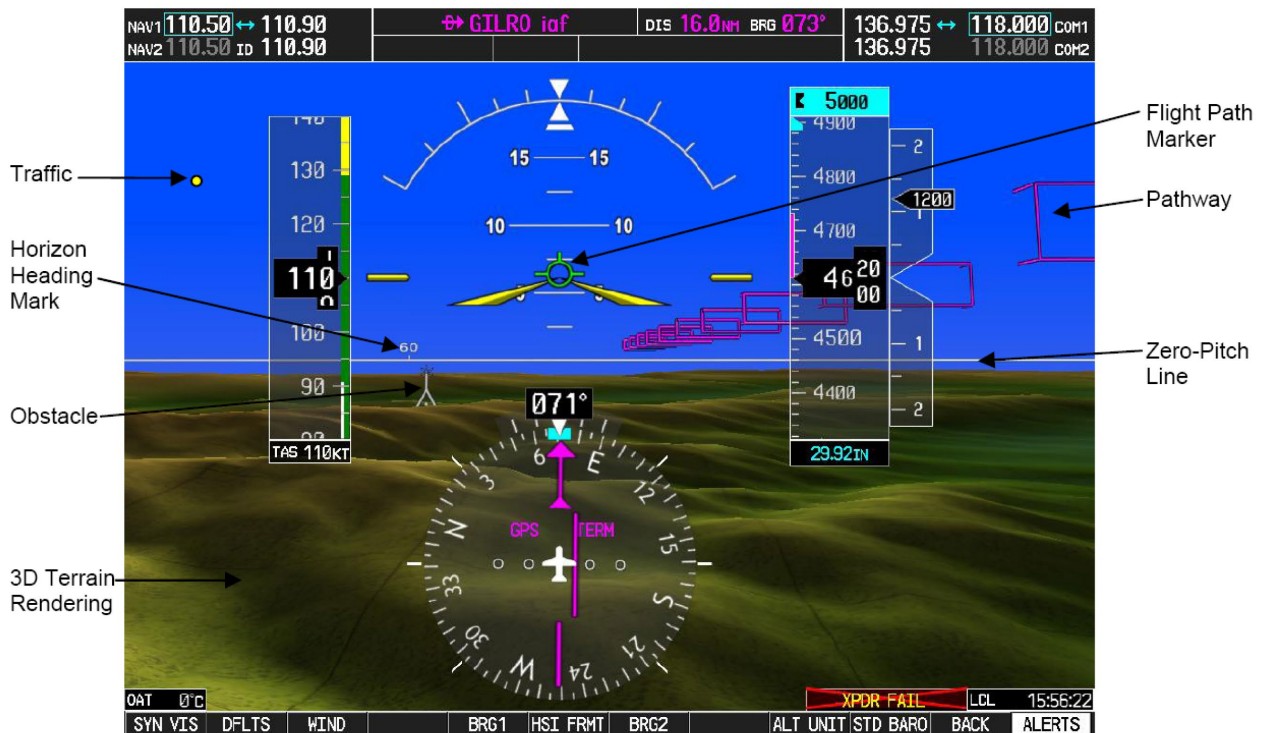 NAV1 110.50 ↔ 110.90
NAV2 110.50 ID 110.90
GILRO iaf
DIS 16.0NM BRG 073°
136.975 ↔ 118.000 COM1
136.975 118.000 COM2
Traffic
Horizon
Heading
Mark
Obstacle
3D Terrain
Rendering
Flight Path
Marker
Pathway
Zero-Pitch
Line
140
130
120
110
100
90
TAS 110KT
15 15
10 10
5 5
60
5000
4900
4800
4700
46 20
00
4500
4400
29.92IN
2
1200
1
1
2
071°
N 3 6 E 12 15 S 21 24 W 30 33
GPS TERM
OAT 0°C
XPDR FAIL
LCL 15:56:22
SYN VIS DFLTS WIND BRG1 HSI FRMT BRG2 ALT UNIT STD BARO BACK ALERTS